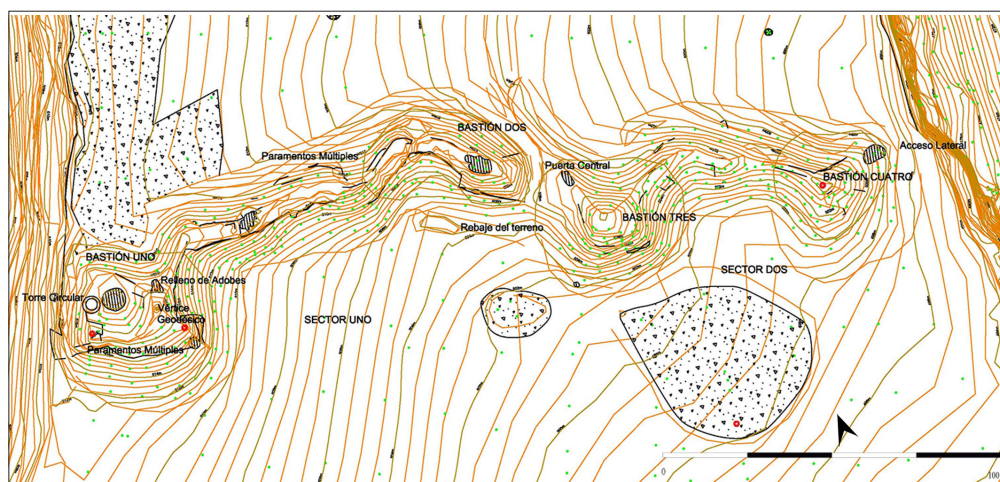 BASTIÓN DOS
Paramentos Múltiples
Puerta Central
Acceso Lateral
BASTIÓN CUATRO
BASTIÓN TRES
Rebaje del terreno
BASTIÓN UNO
SECTOR DOS
Relleno de Adobes
Torre Circular
Vértice
Geodésico
SECTOR UNO
Paramentos Múltiples
0
100